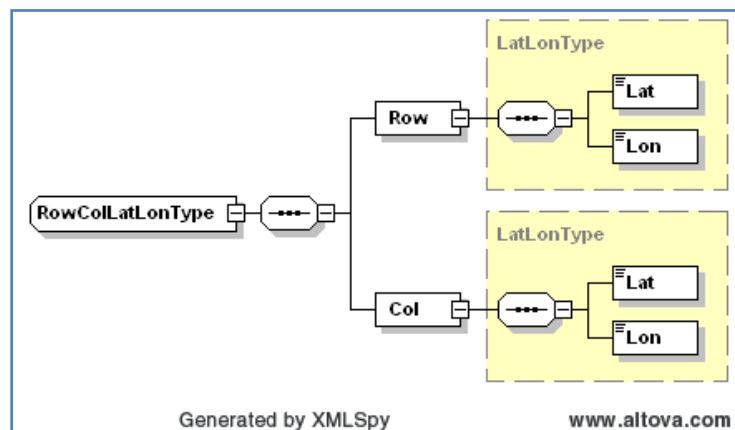 LatLonType
Lat
Row
Lon
RowColLatLonType
LatLonType
Lat
Col
Lon
Generated by XMLSpy
www.altova.com